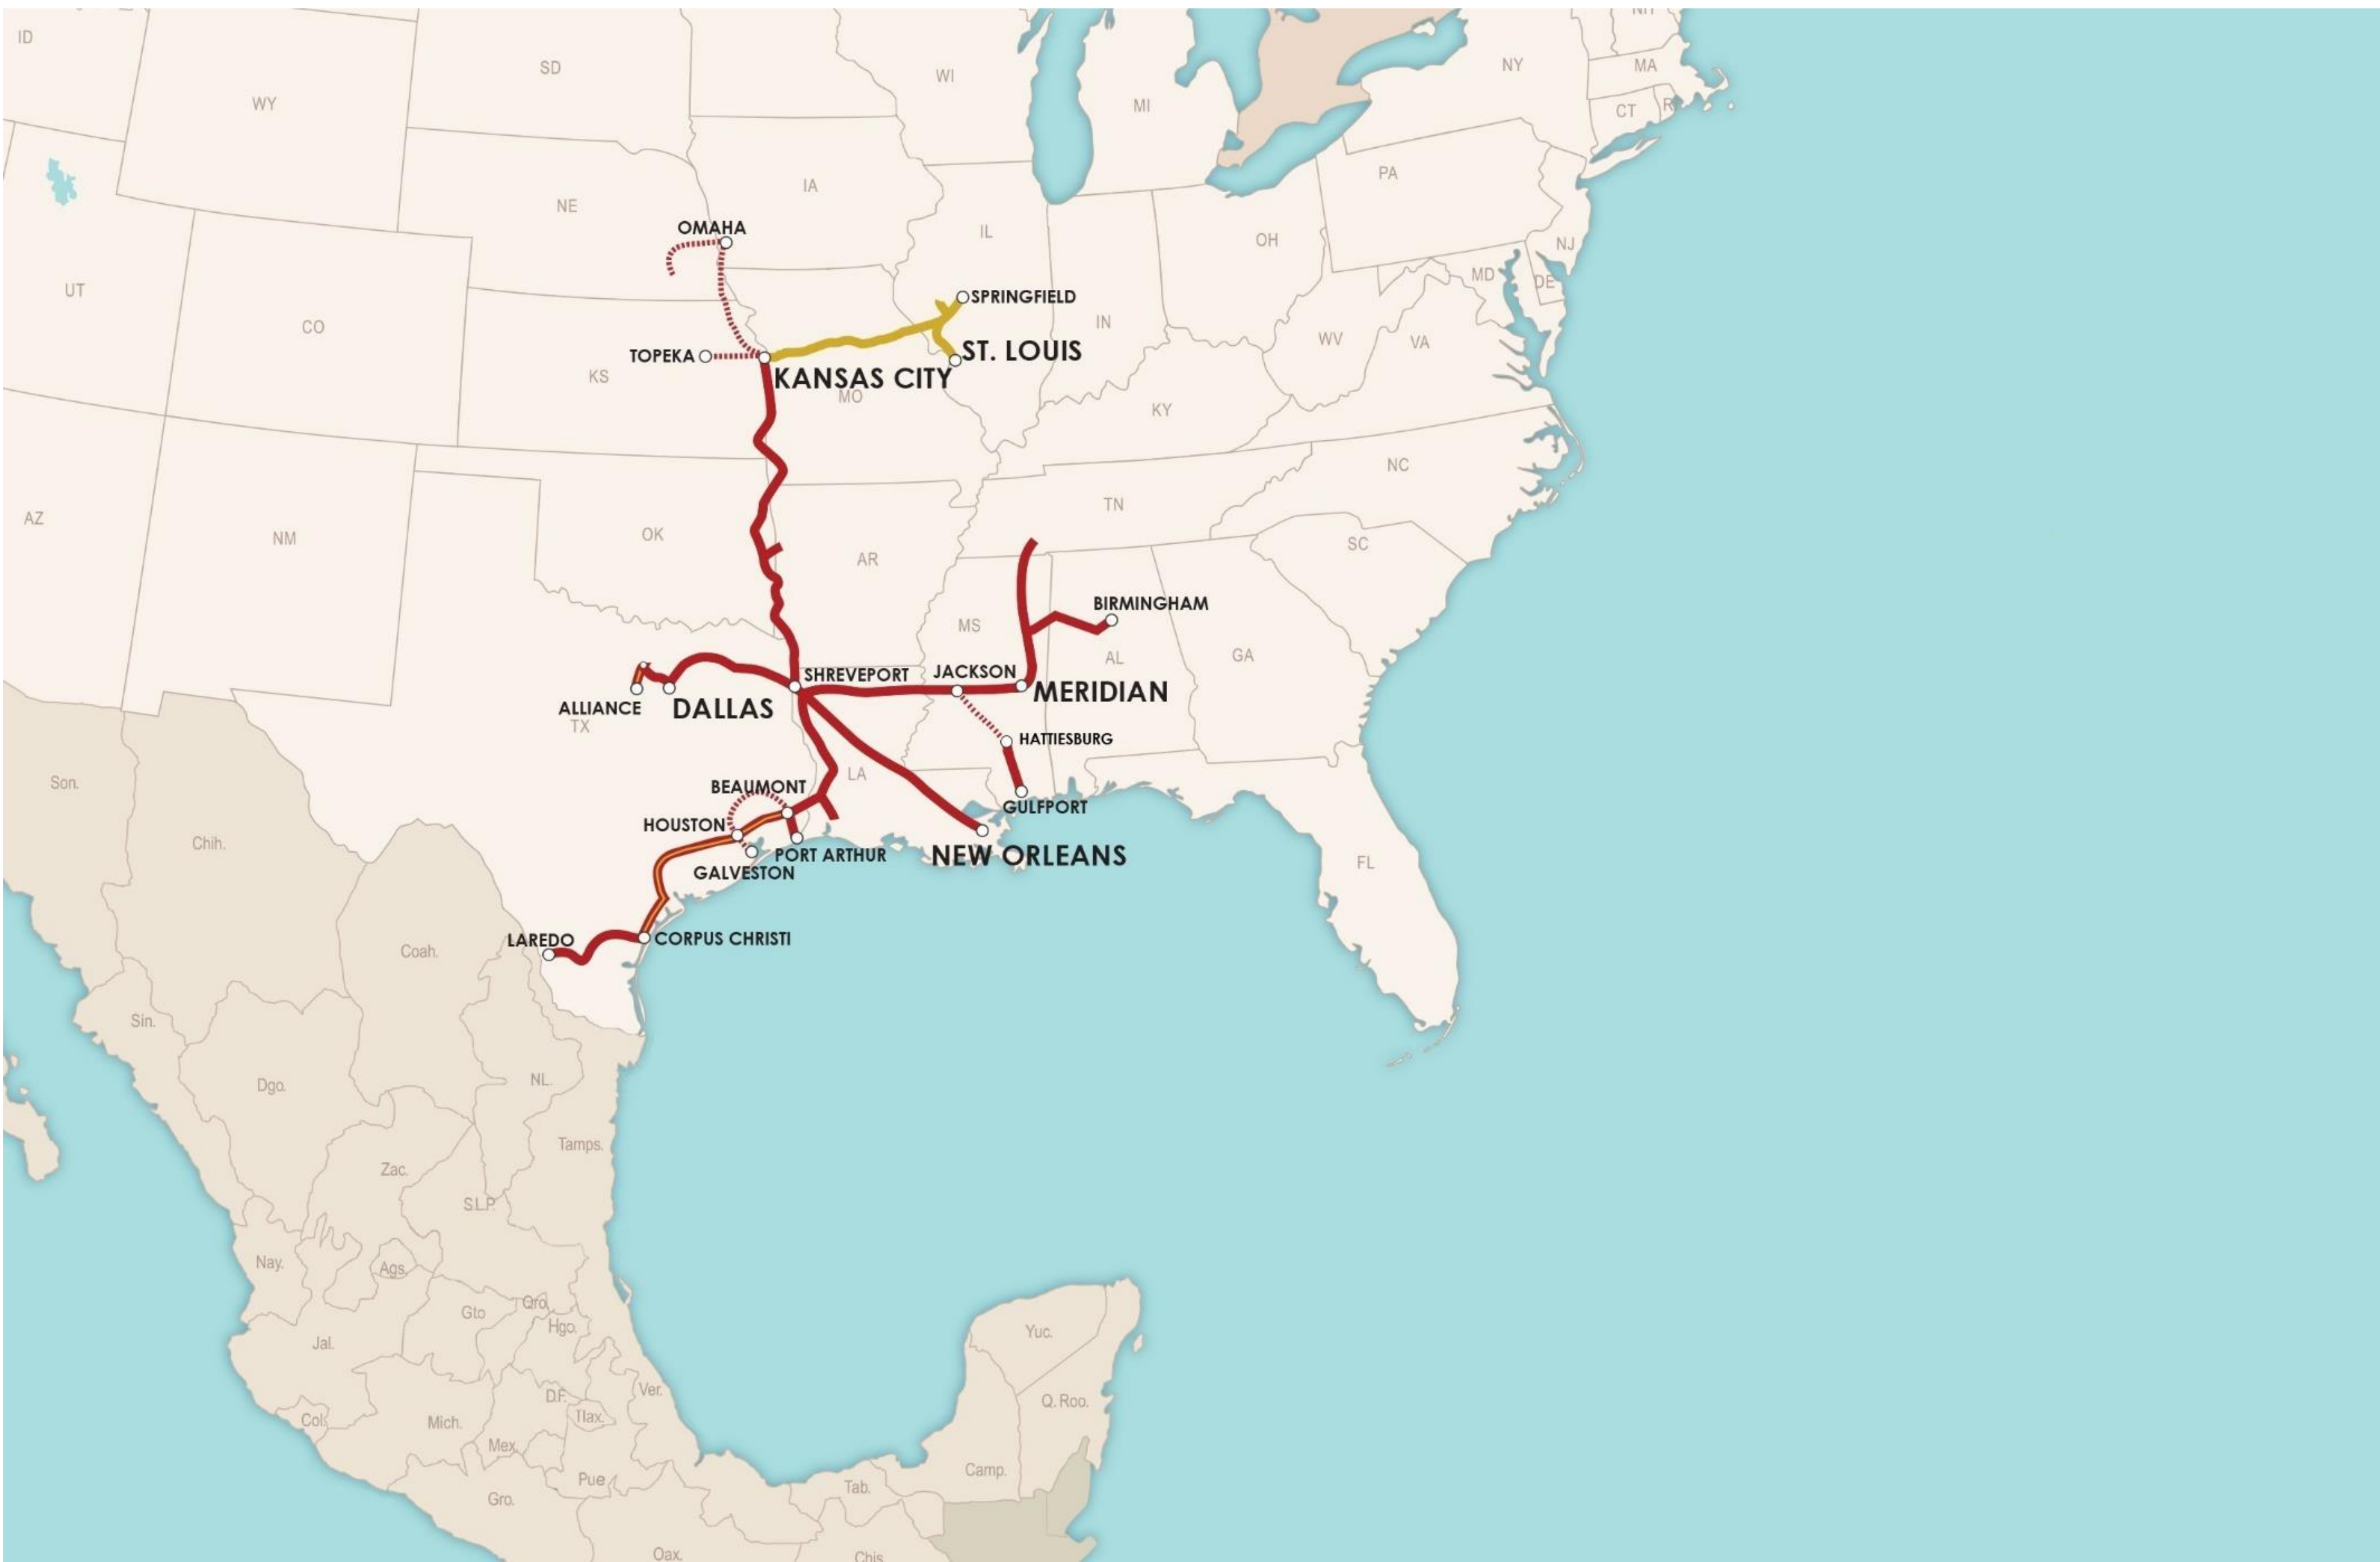 ID
WY
SD
WI
MI
NY
MA
CT
NE
IA
PA
OMAHA
IL
OH
NJ
MD
DE
UT
CO
SPRINGFIELD
IN
WV
VA
TOPEKA
ST. LOUIS
KS
KANSAS CITY
MO
KY
NC
AZ
NM
OK
TN
AR
SC
BIRMINGHAM
MS
AL
GA
SHREVEPORT
JACKSON
MERIDIAN
ALLIANCE
DALLAS
TX
HATTIESBURG
Son.
LA
BEAUMONT
GULFPORT
HOUSTON
Chih.
PORT ARTHUR
NEW ORLEANS
GALVESTON
FL
LAREDO
CORPUS CHRISTI
Coah.
Sin.
Dgo.
NL.
Tamps.
Zac.
S.L.P.
Nay.
Ags.
Gto
Qro.
Hgo.
Jal.
Yuc.
D.F.
Ver.
Q. Roo.
Col.
Mich.
Tlax.
Mex.
Pue
Camp.
Gro.
Tab.
Oax.
Chis.